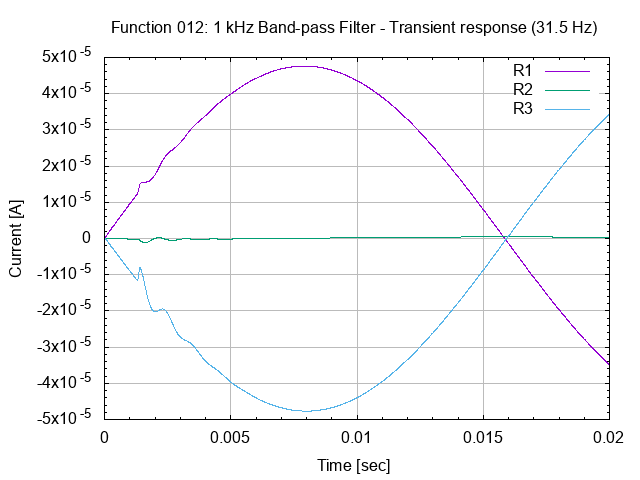 Function 012: 1 kHz Band-pass Filter - Transient response (31.5 Hz)
R1
R2
R3
5x10^-5
4x10^-5
3x10^-5
2x10^-5
1x10^-5
0
-1x10^-5
-2x10^-5
-3x10^-5
-4x10^-5
-5x10^-5
Current [A]
0 0.005 0.01 0.015 0.02
Time [sec]